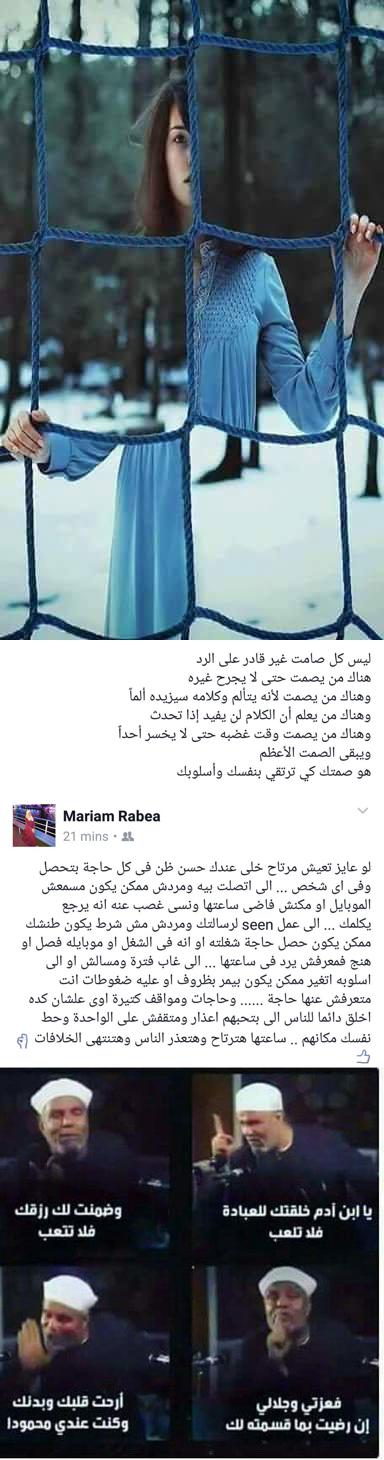 ليس كل صامت غير قادر على الرد
هناك من يصمت حتى لا يجرح غيره
وهناك من يصمت لأنه يتألم وكلامه سيزيده ألماً
وهناك من يعلم أن الكلام لن يفيد إذا تحدث
وهناك من يصمت وقت غضبه حتى لا يخسر أحداً
ويبقى الصمت الأعظم
هو صمتك كي ترتقي بنفسك وأسلوبك
Mariam Rabea
21 mins
لو عايز تعيش مرتاح خلى عندك حسن ظن فى كل حاجة بتحصل
وفى اى شخص ... الى اتصلت بيه ومردش ممكن يكون مسمعش
الموبايل او مكنش فاضى ساعتها ونسى غصب عنه انه يرجع
يكلمك ... الى عمل seen لرسالتك ومردش مش شرط يكون طنشك
ممكن يكون حصل حاجة شغلته او انه فى الشغل او موبايله فصل او
هنج فمعرفش يرد فى ساعتها ... الى غاب فترة ومسالش او الى
اسلوبه اتغير ممكن يكون بيمر بظروف او عليه ضغوطات انت
متعرفش عنها حاجة ...... وحاجات ومواقف كتيرة اوى علشان كده
اخلق دائما للناس الى بتحبهم اعذار ومتقفش على الواحدة وحط
نفسك مكانهم .. ساعتها هترتاح وهتعذر الناس وهتنتهى الخلافات
يا ابن آدم خلقتك للعبادة
فلا تلعب
وضمنت لك رزقك
فلا تتعب
فعزتي وجلالي
إن رضيت بما قسمته لك
أرحت قلبك وبدنك
وكنت عندي محمودا